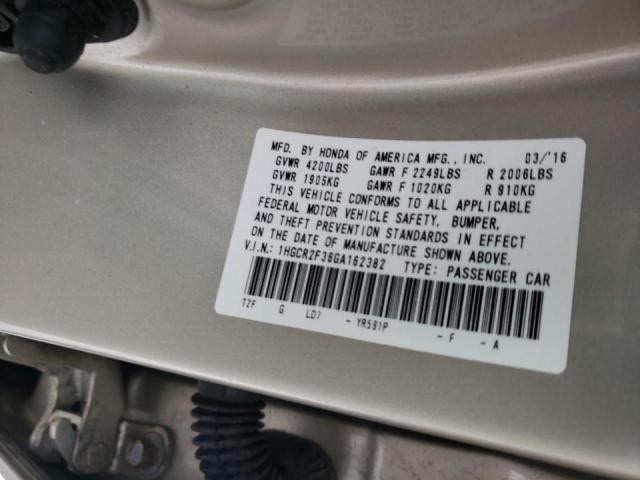 MFD. BY HONDA OF AMERICA MFG., INC. 03/'16
GVWR 4200LBS GAWR F 2249LBS R 2006LBS
GVWR 1905KG GAWR F 1020KG R 910KG
THIS VEHICLE CONFORMS TO ALL APPLICABLE
FEDERAL MOTOR VEHICLE SAFETY, BUMPER,
AND THEFT PREVENTION STANDARDS IN EFFECT
ON THE DATE OF MANUFACTURE SHOWN ABOVE.
V.I.N.: 1HGCR2F36GA162382 TYPE: PASSENGER CAR
T2F G LD7 - YR591P - F - A